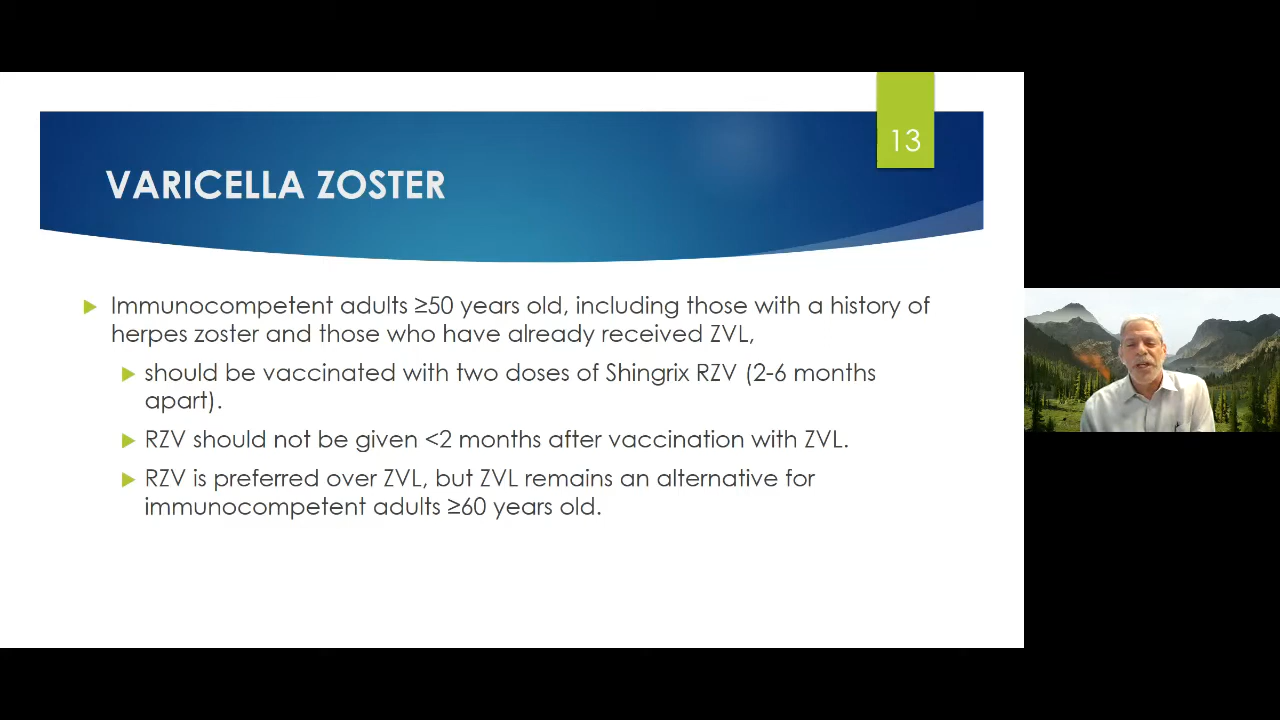 13
VARICELLA ZOSTER
Immunocompetent adults ≥50 years old, including those with a history of
herpes zoster and those who have already received ZVL,
should be vaccinated with two doses of Shingrix RZV (2-6 months
apart).
RZV should not be given <2 months after vaccination with ZVL.
RZV is preferred over ZVL, but ZVL remains an alternative for
immunocompetent adults ≥60 years old.